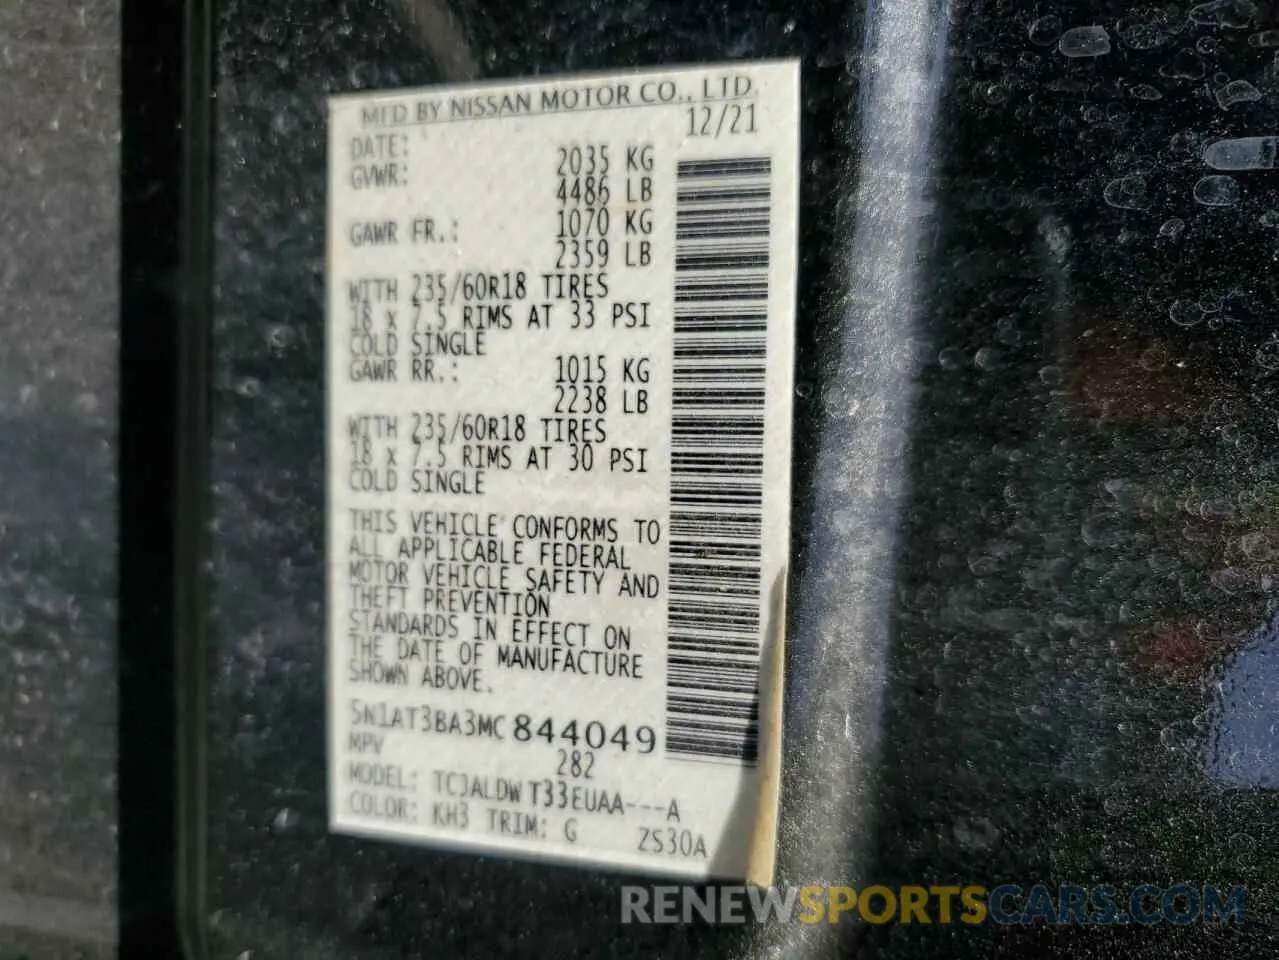 MFD BY NISSAN MOTOR CO., LTD.
DATE: 12/21
GVWR: 2035 KG
4486 LB
GAWR FR.: 1070 KG
2359 LB
WITH 235/60R18 TIRES
18 x 7.5 RIMS AT 33 PSI
COLD SINGLE
GAWR RR.: 1015 KG
2238 LB
WITH 235/60R18 TIRES
18 x 7.5 RIMS AT 30 PSI
COLD SINGLE
THIS VEHICLE CONFORMS TO
ALL APPLICABLE FEDERAL
MOTOR VEHICLE SAFETY AND
THEFT PREVENTION
STANDARDS IN EFFECT ON
THE DATE OF MANUFACTURE
SHOWN ABOVE.
5N1AT3BA3MC 844049
MPV 282
MODEL: TC3ALDW T33EUAA---A
COLOR: KH3 TRIM: G ZS30A
RENEWSPORTSCARS.COM